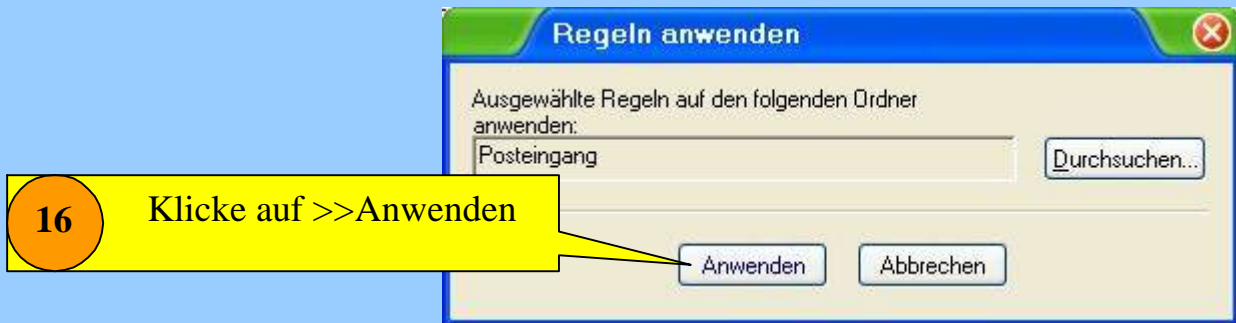 Regeln anwenden
Ausgewählte Regeln auf den folgenden Ordner
anwenden:
Posteingang
Durchsuchen...
16
Klicke auf >>Anwenden
Anwenden
Abbrechen